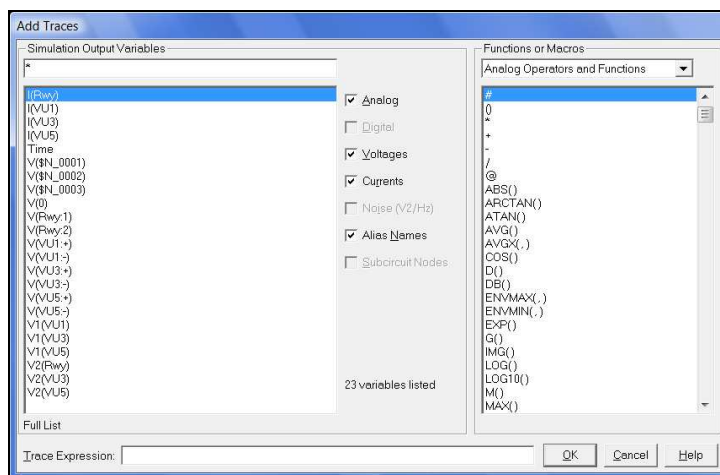 Add Traces
Simulation Output Variables
*
I(Rwy)
I(VU1)
I(VU3)
I(VU5)
Time
V($N_0001)
V($N_0002)
V($N_0003)
V(0)
V(Rwy:1)
V(Rwy:2)
V(VU1:+)
V(VU1:-)
V(VU3:+)
V(VU3:-)
V(VU5:+)
V(VU5:-)
V1(VU1)
V1(VU3)
V1(VU5)
V2(Rwy)
V2(VU3)
V2(VU5)
Full List
Analog
Digital
Voltages
Currents
Noise (V2/Hz)
Alias Names
Subcircuit Nodes
23 variables listed
Functions or Macros
Analog Operators and Functions
#
()
*
+
-
/
@
ABS()
ARCTAN()
ATAN()
AVG()
AVGX(,)
COS()
D()
DB()
ENVMAX(,)
ENVMIN(,)
EXP()
G()
IMG()
LOG()
LOG10()
M()
MAX()
Trace Expression:
OK
Cancel
Help